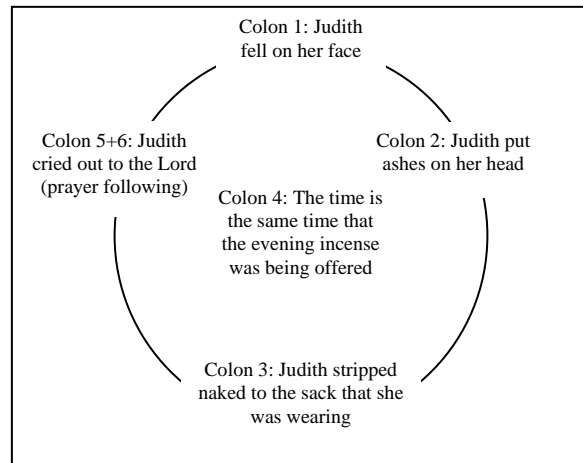 Colon 1: Judith
fell on her face
Colon 2: Judith put
ashes on her head
Colon 5+6: Judith
cried out to the Lord
(prayer following)
Colon 4: The time is
the same time that
the evening incense
was being offered
Colon 3: Judith stripped
naked to the sack that she
was wearing